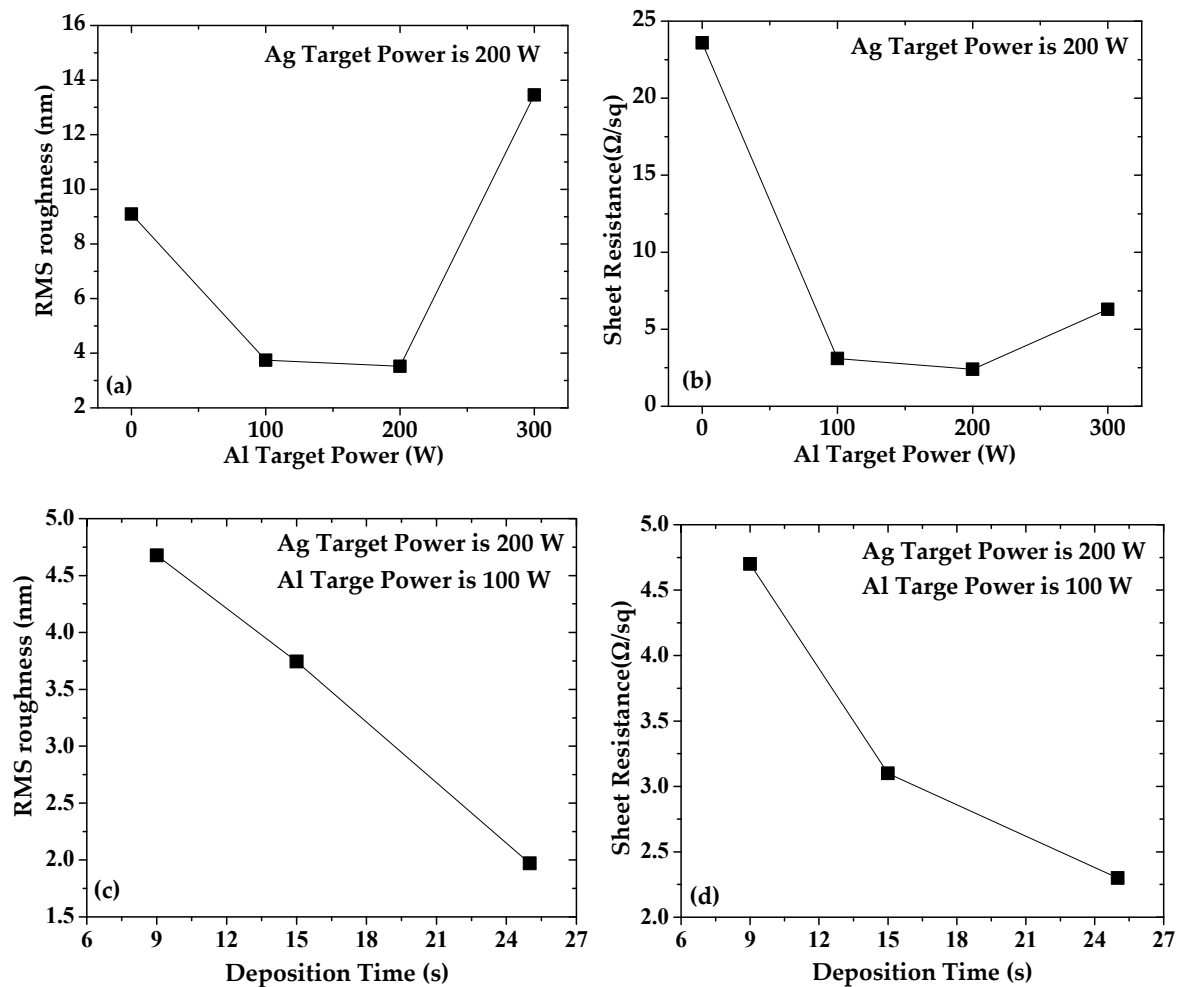 16
14
12
10
8
6
4
2
RMS roughness (nm)
Ag Target Power is 200 W
(a)
0 100 200 300
Al Target Power (W)
25
20
15
10
5
0
Sheet Resistance(Ω/sq)
Ag Target Power is 200 W
(b)
0 100 200 300
Al Target Power (W)
5.0
4.5
4.0
3.5
3.0
2.5
2.0
1.5
RMS roughness (nm)
Ag Target Power is 200 W
Al Targe Power is 100 W
(c)
6 9 12 15 18 21 24 27
Deposition Time (s)
5.0
4.5
4.0
3.5
3.0
2.5
2.0
Sheet Resistance(Ω/sq)
Ag Target Power is 200 W
Al Targe Power is 100 W
(d)
6 9 12 15 18 21 24 27
Deposition Time (s)